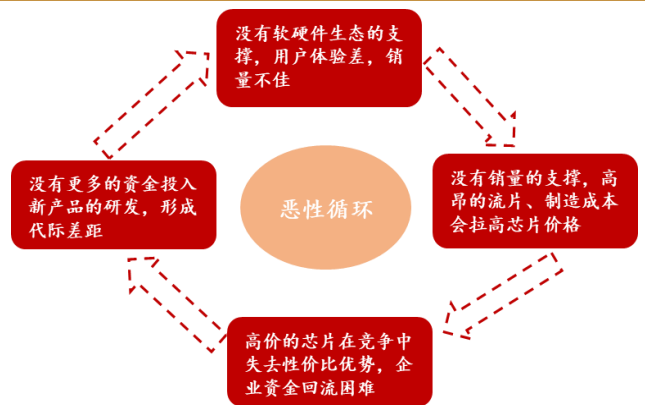 没有软硬件生态的支
撑，用户体验差，销
量不佳
没有销量的支撑，高
昂的流片、制造成本
会拉高芯片价格
高价的芯片在竞争中
失去性价比优势，企
业资金回流困难
没有更多的资金投入
新产品的研发，形成
代际差距
恶性循环